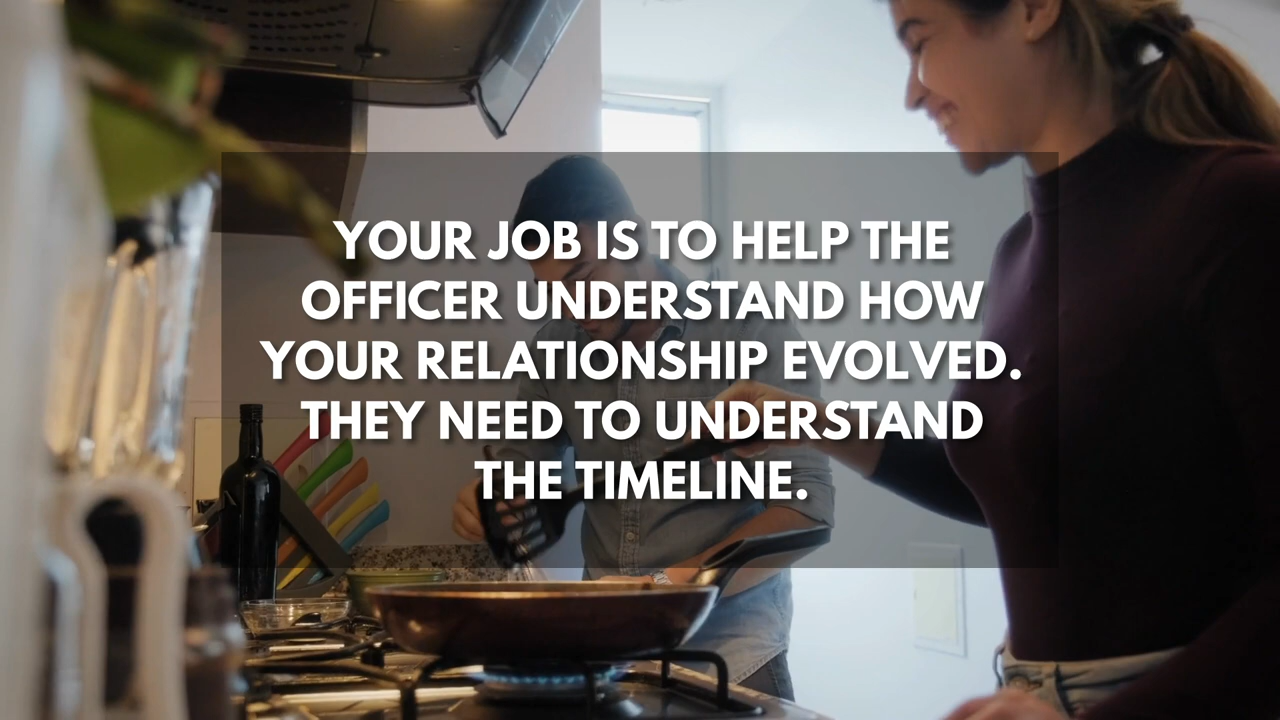 YOUR JOB IS TO HELP THE
OFFICER UNDERSTAND HOW
YOUR RELATIONSHIP EVOLVED.
THEY NEED TO UNDERSTAND
THE TIMELINE.